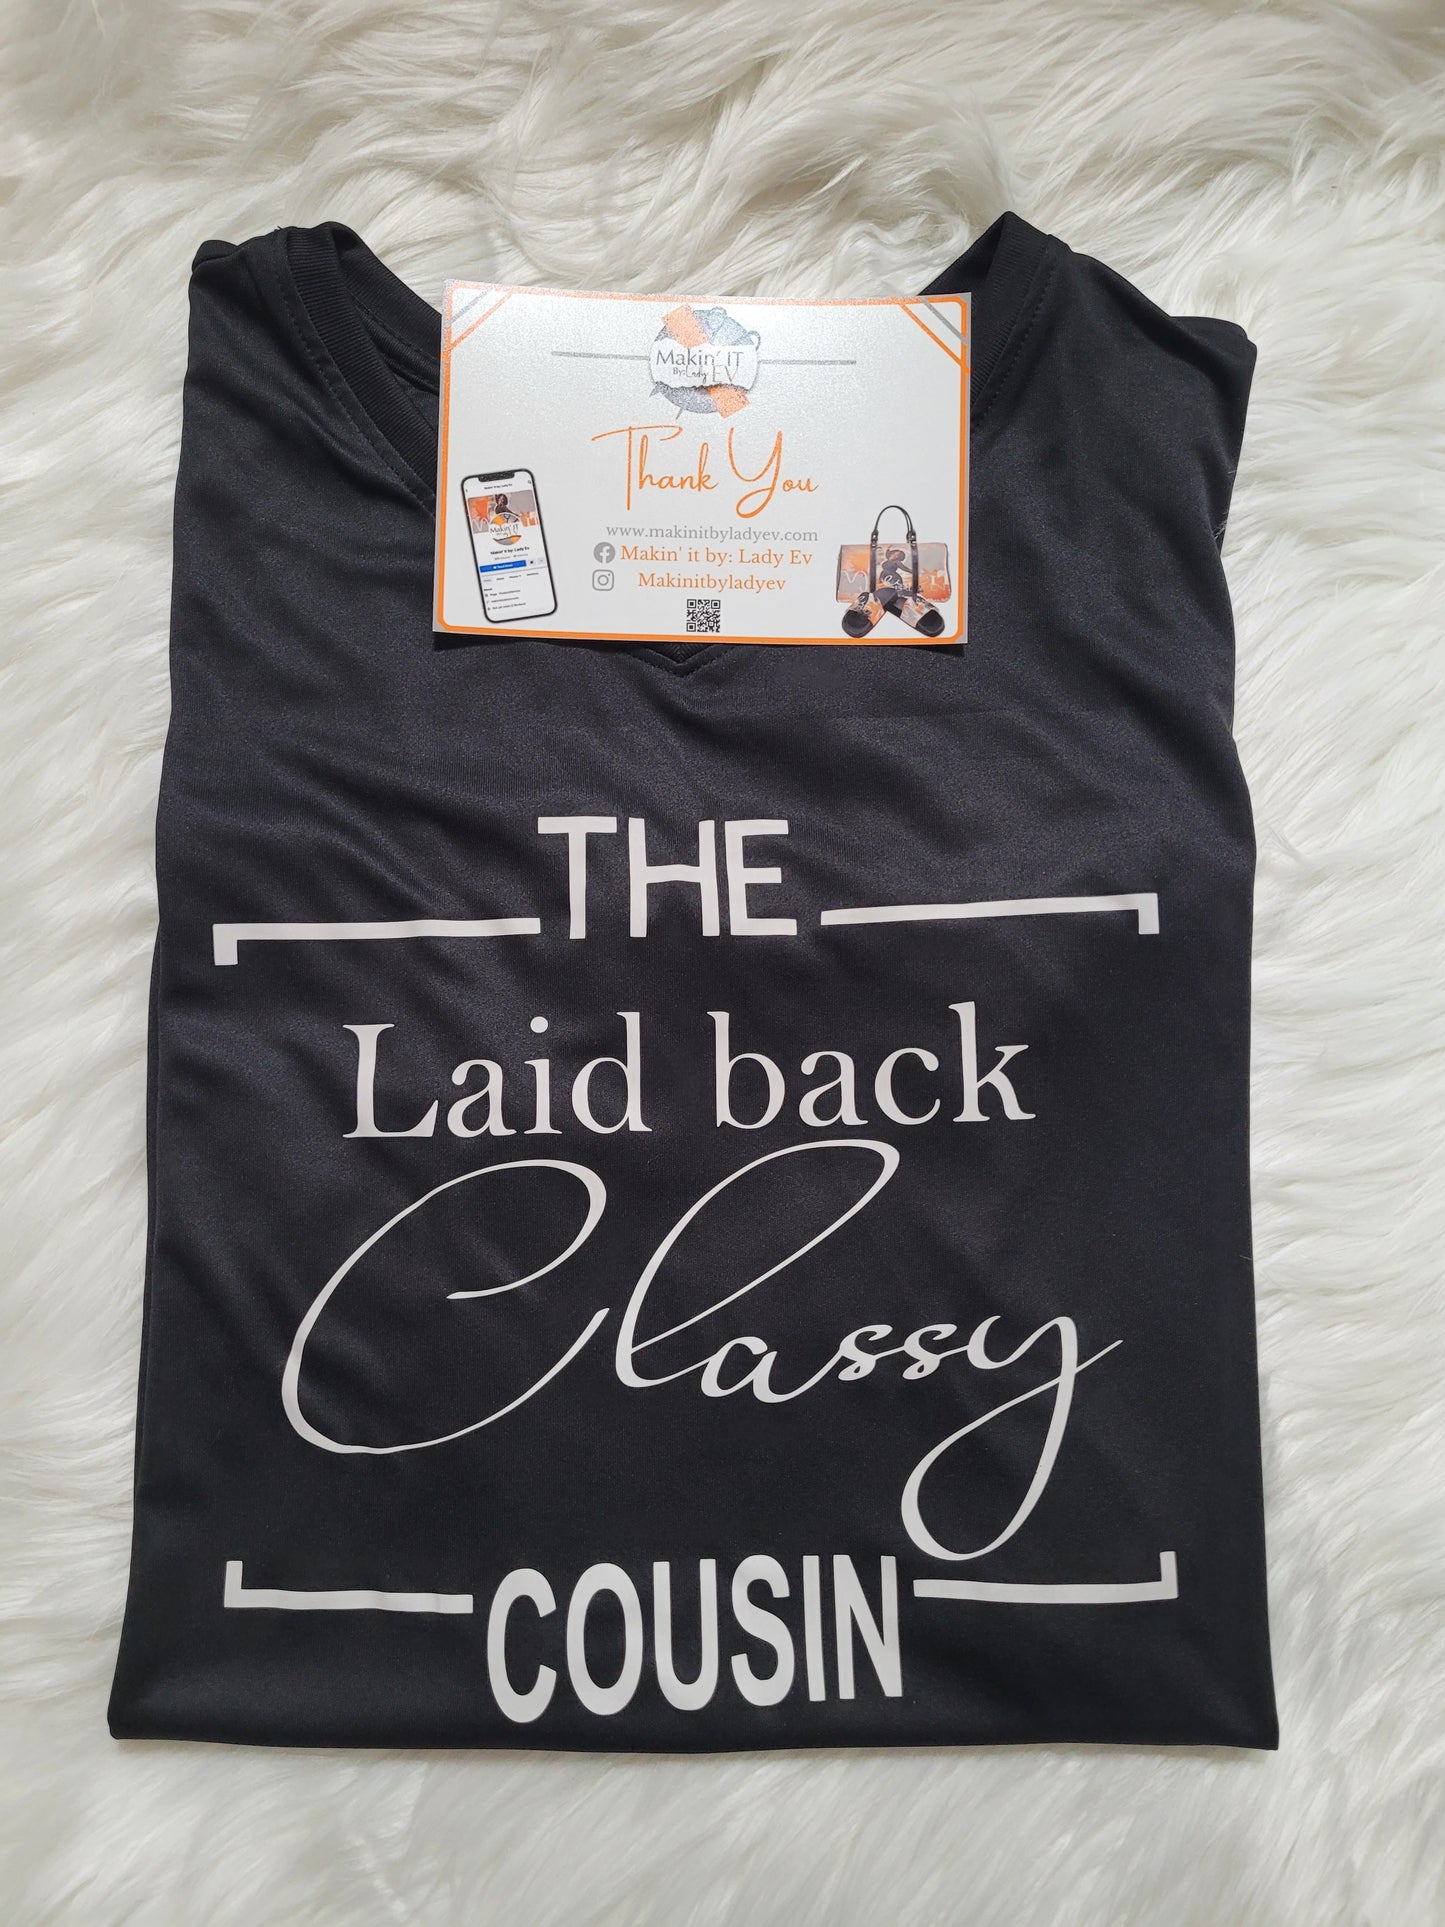 Makin' IT
By: Lady EV
Thank You
www.makinitbyladyev.com
Makin' it by: Lady Ev
Makinitbyladyev
THE
Laid back
Classy
COUSIN